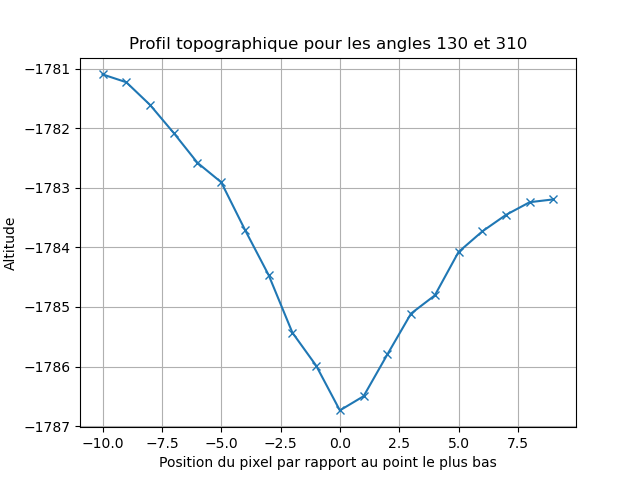 Profil topographique pour les angles 130 et 310
−1781
−1782
−1783
−1784
−1785
−1786
−1787
Altitude
−10.0 −7.5 −5.0 −2.5 0.0 2.5 5.0 7.5
Position du pixel par rapport au point le plus bas